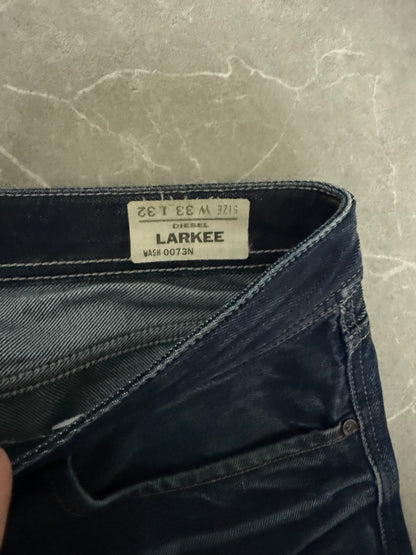 SIZE W 33 L 32
DIESEL
LARKEE
WASH 0073N